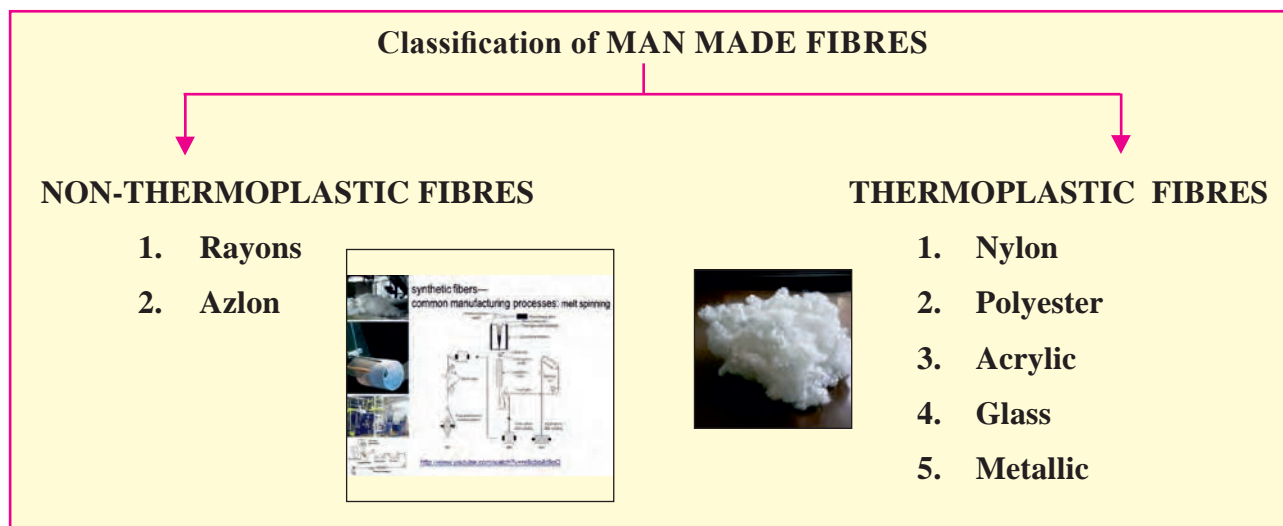 Classification of MAN MADE FIBRES
NON-THERMOPLASTIC FIBRES
1. Rayons
2. Azlon
synthetic fibers—
common manufacturing processes: melt spinning
THERMOPLASTIC FIBRES
1. Nylon
2. Polyester
3. Acrylic
4. Glass
5. Metallic